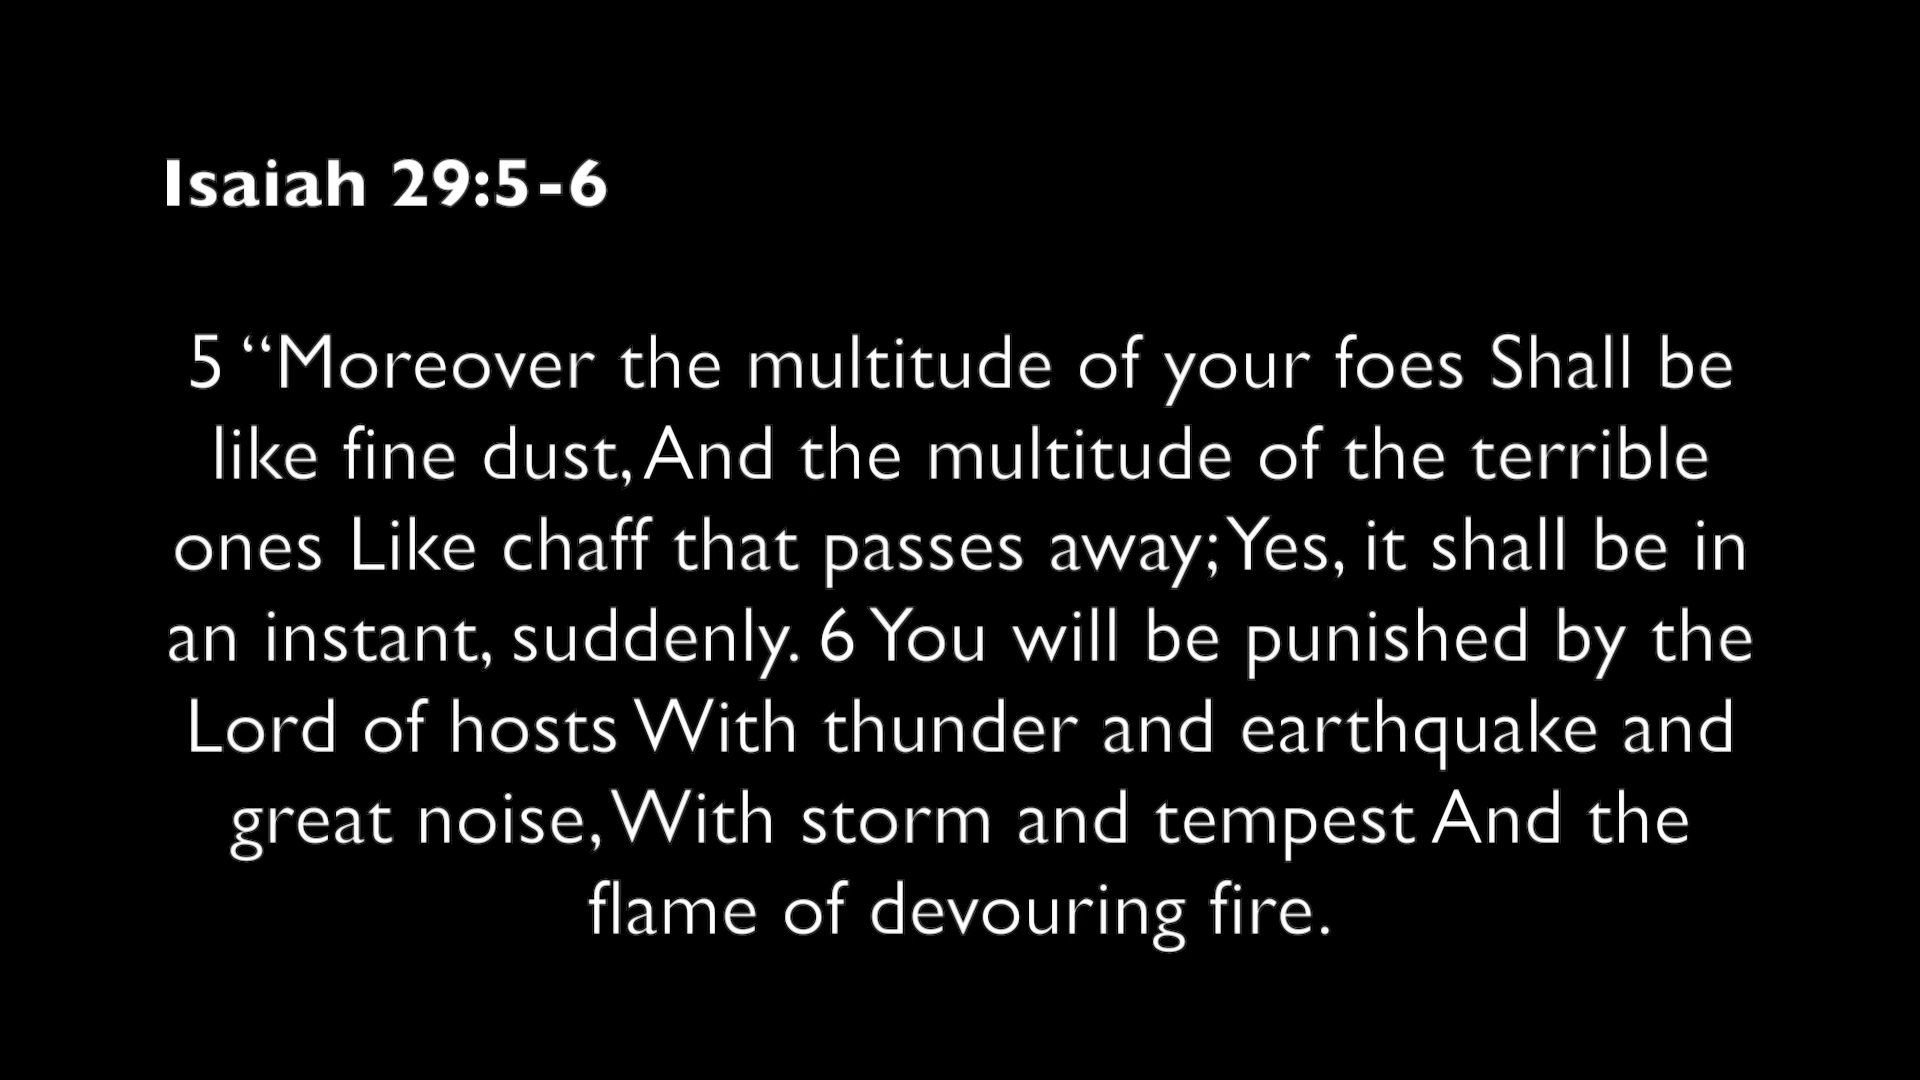 Isaiah 29:5-6
5 “Moreover the multitude of your foes Shall be
like fine dust, And the multitude of the terrible
ones Like chaff that passes away; Yes, it shall be in
an instant, suddenly. 6 You will be punished by the
Lord of hosts With thunder and earthquake and
great noise, With storm and tempest And the
flame of devouring fire.